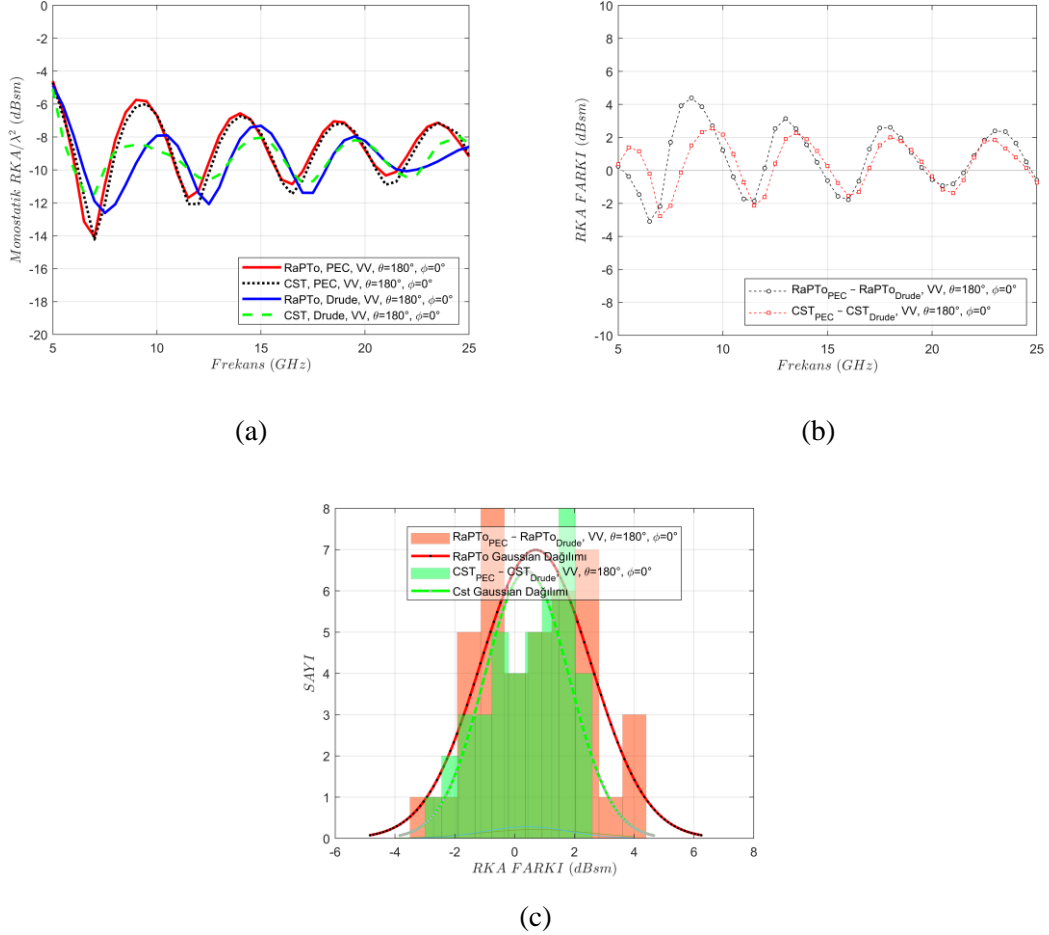 0
-2
-4
-6
-8
-10
-12
-14
-16
-18
-20
Monostatik RKA/λ² (dBsm)
RaPTo, PEC, VV, θ=180°, ϕ=0°
CST, PEC, VV, θ=180°, ϕ=0°
RaPTo, Drude, VV, θ=180°, ϕ=0°
CST, Drude, VV, θ=180°, ϕ=0°
5 10 15 20 25
Frekans (GHz)
(a)
10
8
6
4
2
0
-2
-4
-6
-8
-10
RKA FARKI (dBsm)
RaPTo_PEC − RaPTo_Drude, VV, θ=180°, ϕ=0°
CST_PEC − CST_Drude, VV, θ=180°, ϕ=0°
5 10 15 20 25
Frekans (GHz)
(b)
8
7
6
5
4
3
2
1
0
SAYI
RaPTo_PEC − RaPTo_Drude, VV, θ=180°, ϕ=0°
RaPTo Gaussian Dağılımı
CST_PEC − CST_Drude, VV, θ=180°, ϕ=0°
Cst Gaussian Dağılımı
-6 -4 -2 0 2 4 6 8
RKA FARKI (dBsm)
(c)